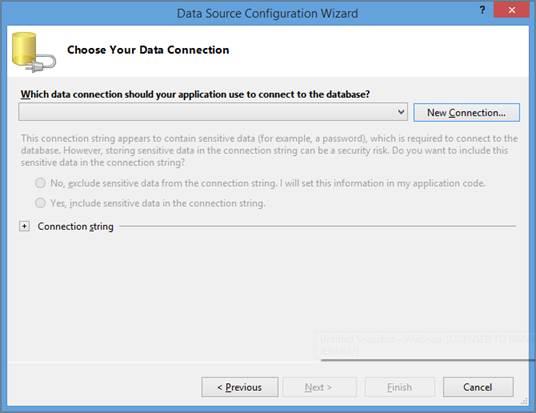 Data Source Configuration Wizard
?
Choose Your Data Connection
Which data connection should your application use to connect to the database?
New Connection...
This connection string appears to contain sensitive data (for example, a password), which is required to connect to the
database. However, storing sensitive data in the connection string can be a security risk. Do you want to include this
sensitive data in the connection string?
No, exclude sensitive data from the connection string. I will set this information in my application code.
Yes, include sensitive data in the connection string.
+ Connection string
< Previous
Next >
Finish
Cancel